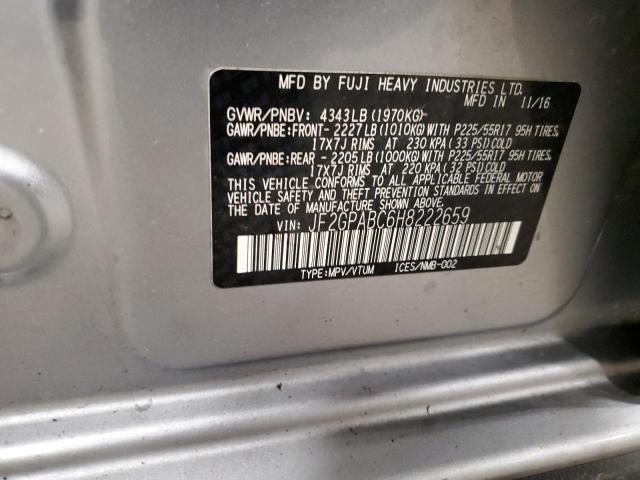 MFD BY FUJI HEAVY INDUSTRIES LTD.
MFD IN 11/16
GVWR/PNBV: 4343LB (1970KG)
GAWR/PNBE:FRONT- 2227LB (1010KG) WITH P225/55R17 95H TIRES,
17X7J RIMS AT 230 KPA (33 PSI) COLD
GAWR/PNBE:REAR - 2205LB (1000KG) WITH P225/55R17 95H TIRES,
17X7J RIMS AT 220 KPA (32 PSI) COLD
THIS VEHICLE CONFORMS TO ALL APPLICABLE FEDERAL MOTOR
VEHICLE SAFETY AND THEFT PREVENTION STANDARDS IN EFFECT
ON THE DATE OF MANUFACTURE SHOWN ABOVE.
VIN: JF2GPABC6H8222659
TYPE:MPV/VTUM ICES/NMB-002